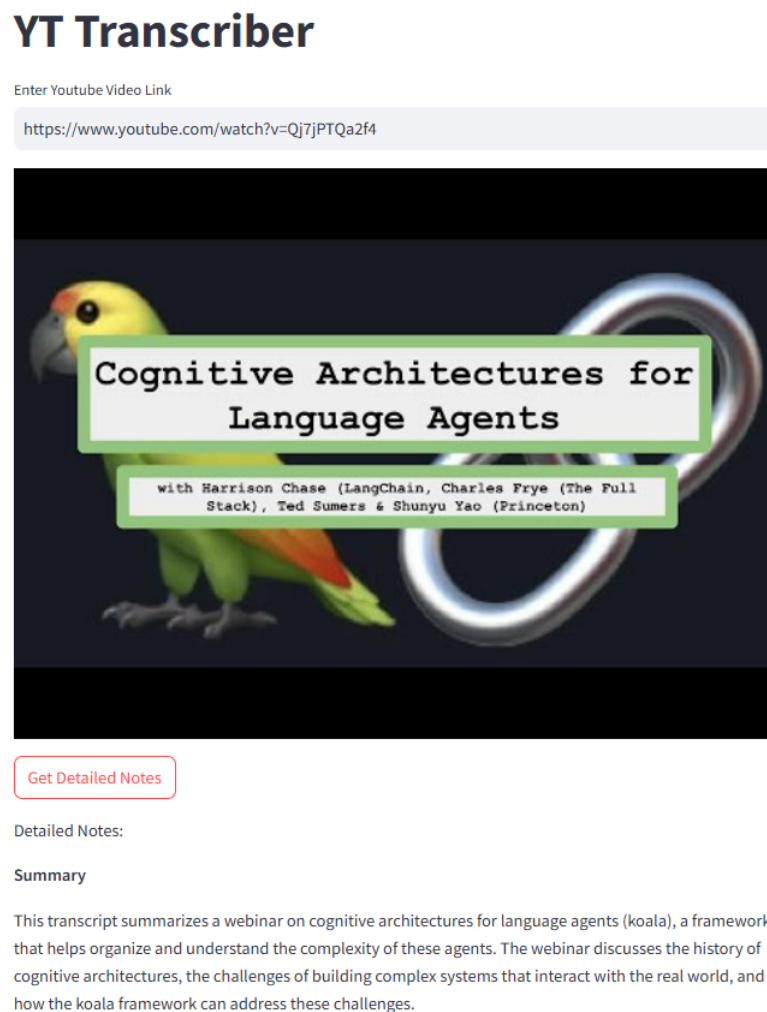 YT Transcriber
Enter Youtube Video Link
https://www.youtube.com/watch?v=Qj7jPTQa2f4
Cognitive Architectures for
Language Agents
with Harrison Chase (LangChain, Charles Frye (The Full
Stack), Ted Sumers & Shunyu Yao (Princeton)
Get Detailed Notes
Detailed Notes:
Summary
This transcript summarizes a webinar on cognitive architectures for language agents (koala), a framework
that helps organize and understand the complexity of these agents. The webinar discusses the history of
cognitive architectures, the challenges of building complex systems that interact with the real world, and
how the koala framework can address these challenges.